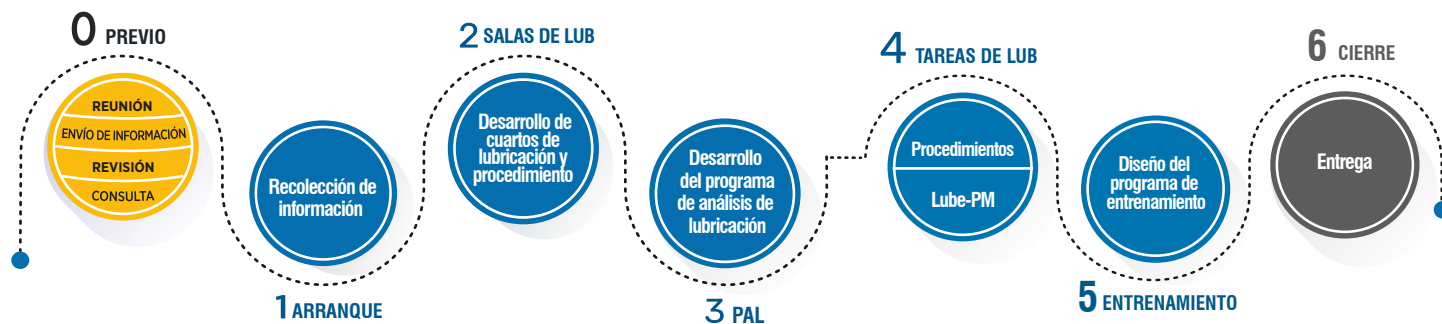 0 PREVIO
REUNIÓN
ENVÍO DE INFORMACIÓN
REVISIÓN
CONSULTA
Recolección de
información
1 ARRANQUE
2 SALAS DE LUB
Desarrollo de
cuartos de
lubricación y
procedimiento
Desarrollo
del programa
de análisis de
lubricación
3 PAL
4 TAREAS DE LUB
Procedimientos
Lube-PM
Diseño del
programa de
entrenamiento
5 ENTRENAMIENTO
6 CIERRE
Entrega